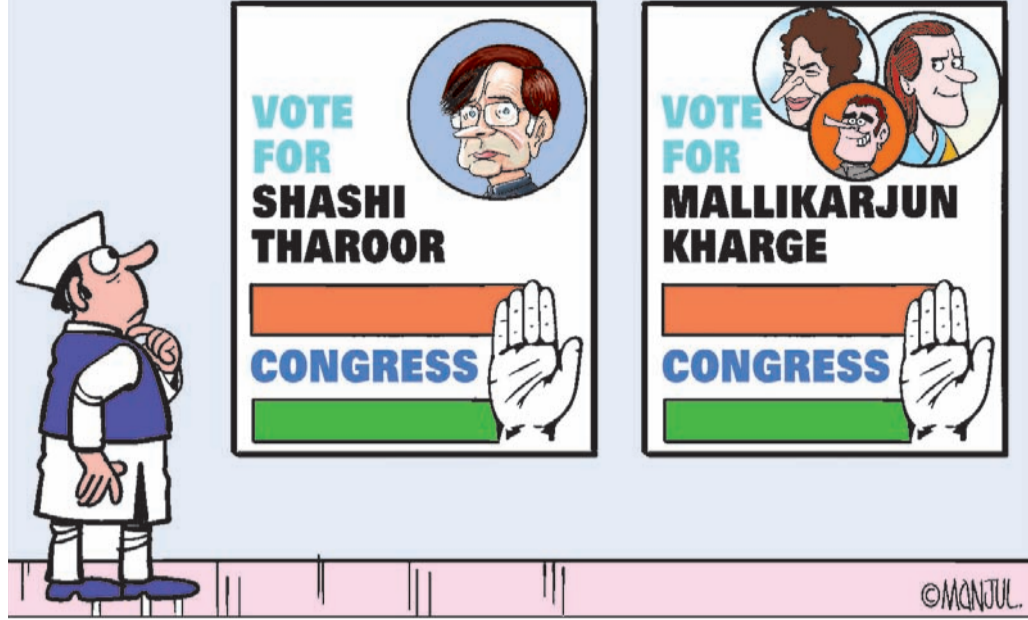 VOTE
FOR
SHASHI
THAROOR
CONGRESS
VOTE
FOR
MALLIKARJUN
KHARGE
CONGRESS
©MANJUL.